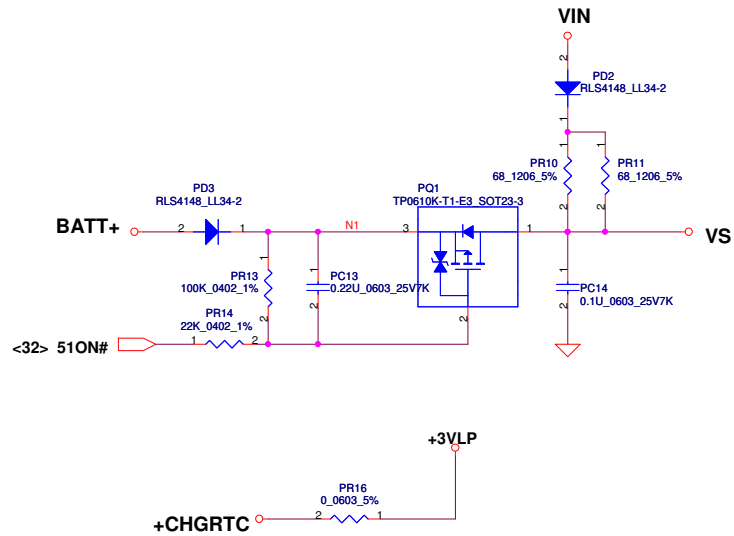 VIN
2
PD2
RLS4148_LL34-2
1
1
1
PR10
68_1206_5%
PR11
68_1206_5%
2
2
PD3
RLS4148_LL34-2
PQ1
TP0610K-T1-E3_SOT23-3
BATT+
2
1
N1
3
1
VS
1
1
PR13
100K_0402_1%
PC13
0.22U_0603_25V7K
2
2
2
1
PC14
0.1U_0603_25V7K
2
PR14
22K_0402_1%
<32> 51ON#
1
2
+3VLP
PR16
0_0603_5%
+CHGRTC
2
1